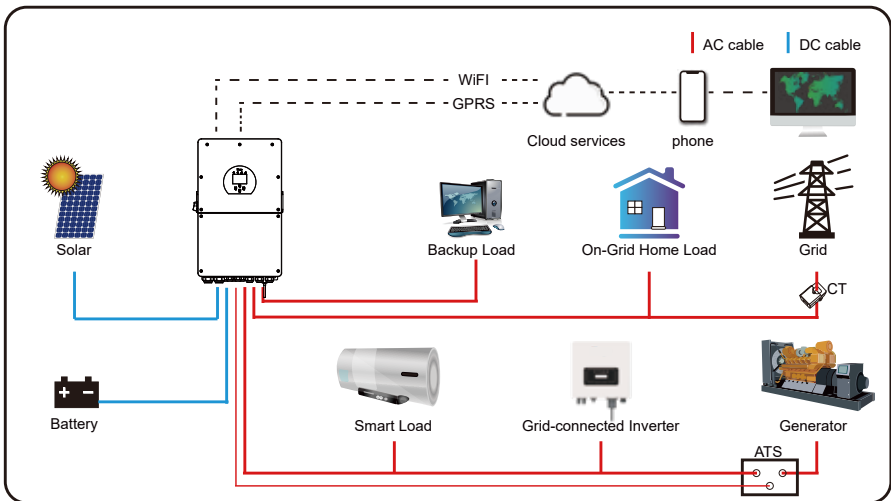 AC cable
DC cable
WiFI
GPRS
Cloud services
phone
Solar
Backup Load
On-Grid Home Load
Grid
CT
Battery
Smart Load
Grid-connected Inverter
Generator
ATS